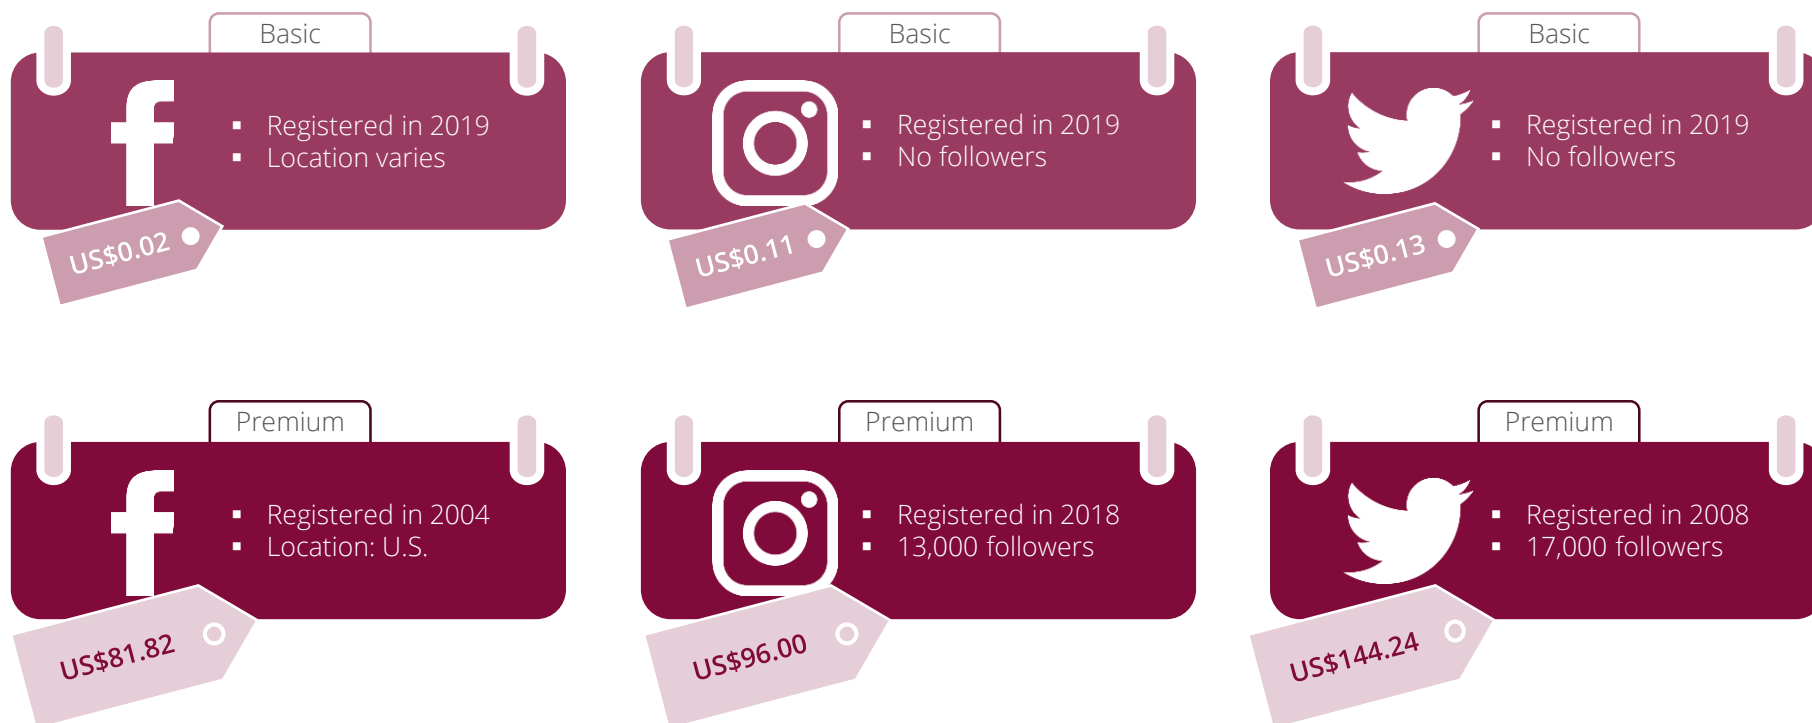 Basic
Registered in 2019
Location varies
US$0.02
Basic
Registered in 2019
No followers
US$0.11
Basic
Registered in 2019
No followers
US$0.13
Premium
Registered in 2004
Location: U.S.
US$81.82
Premium
Registered in 2018
13,000 followers
US$96.00
Premium
Registered in 2008
17,000 followers
US$144.24